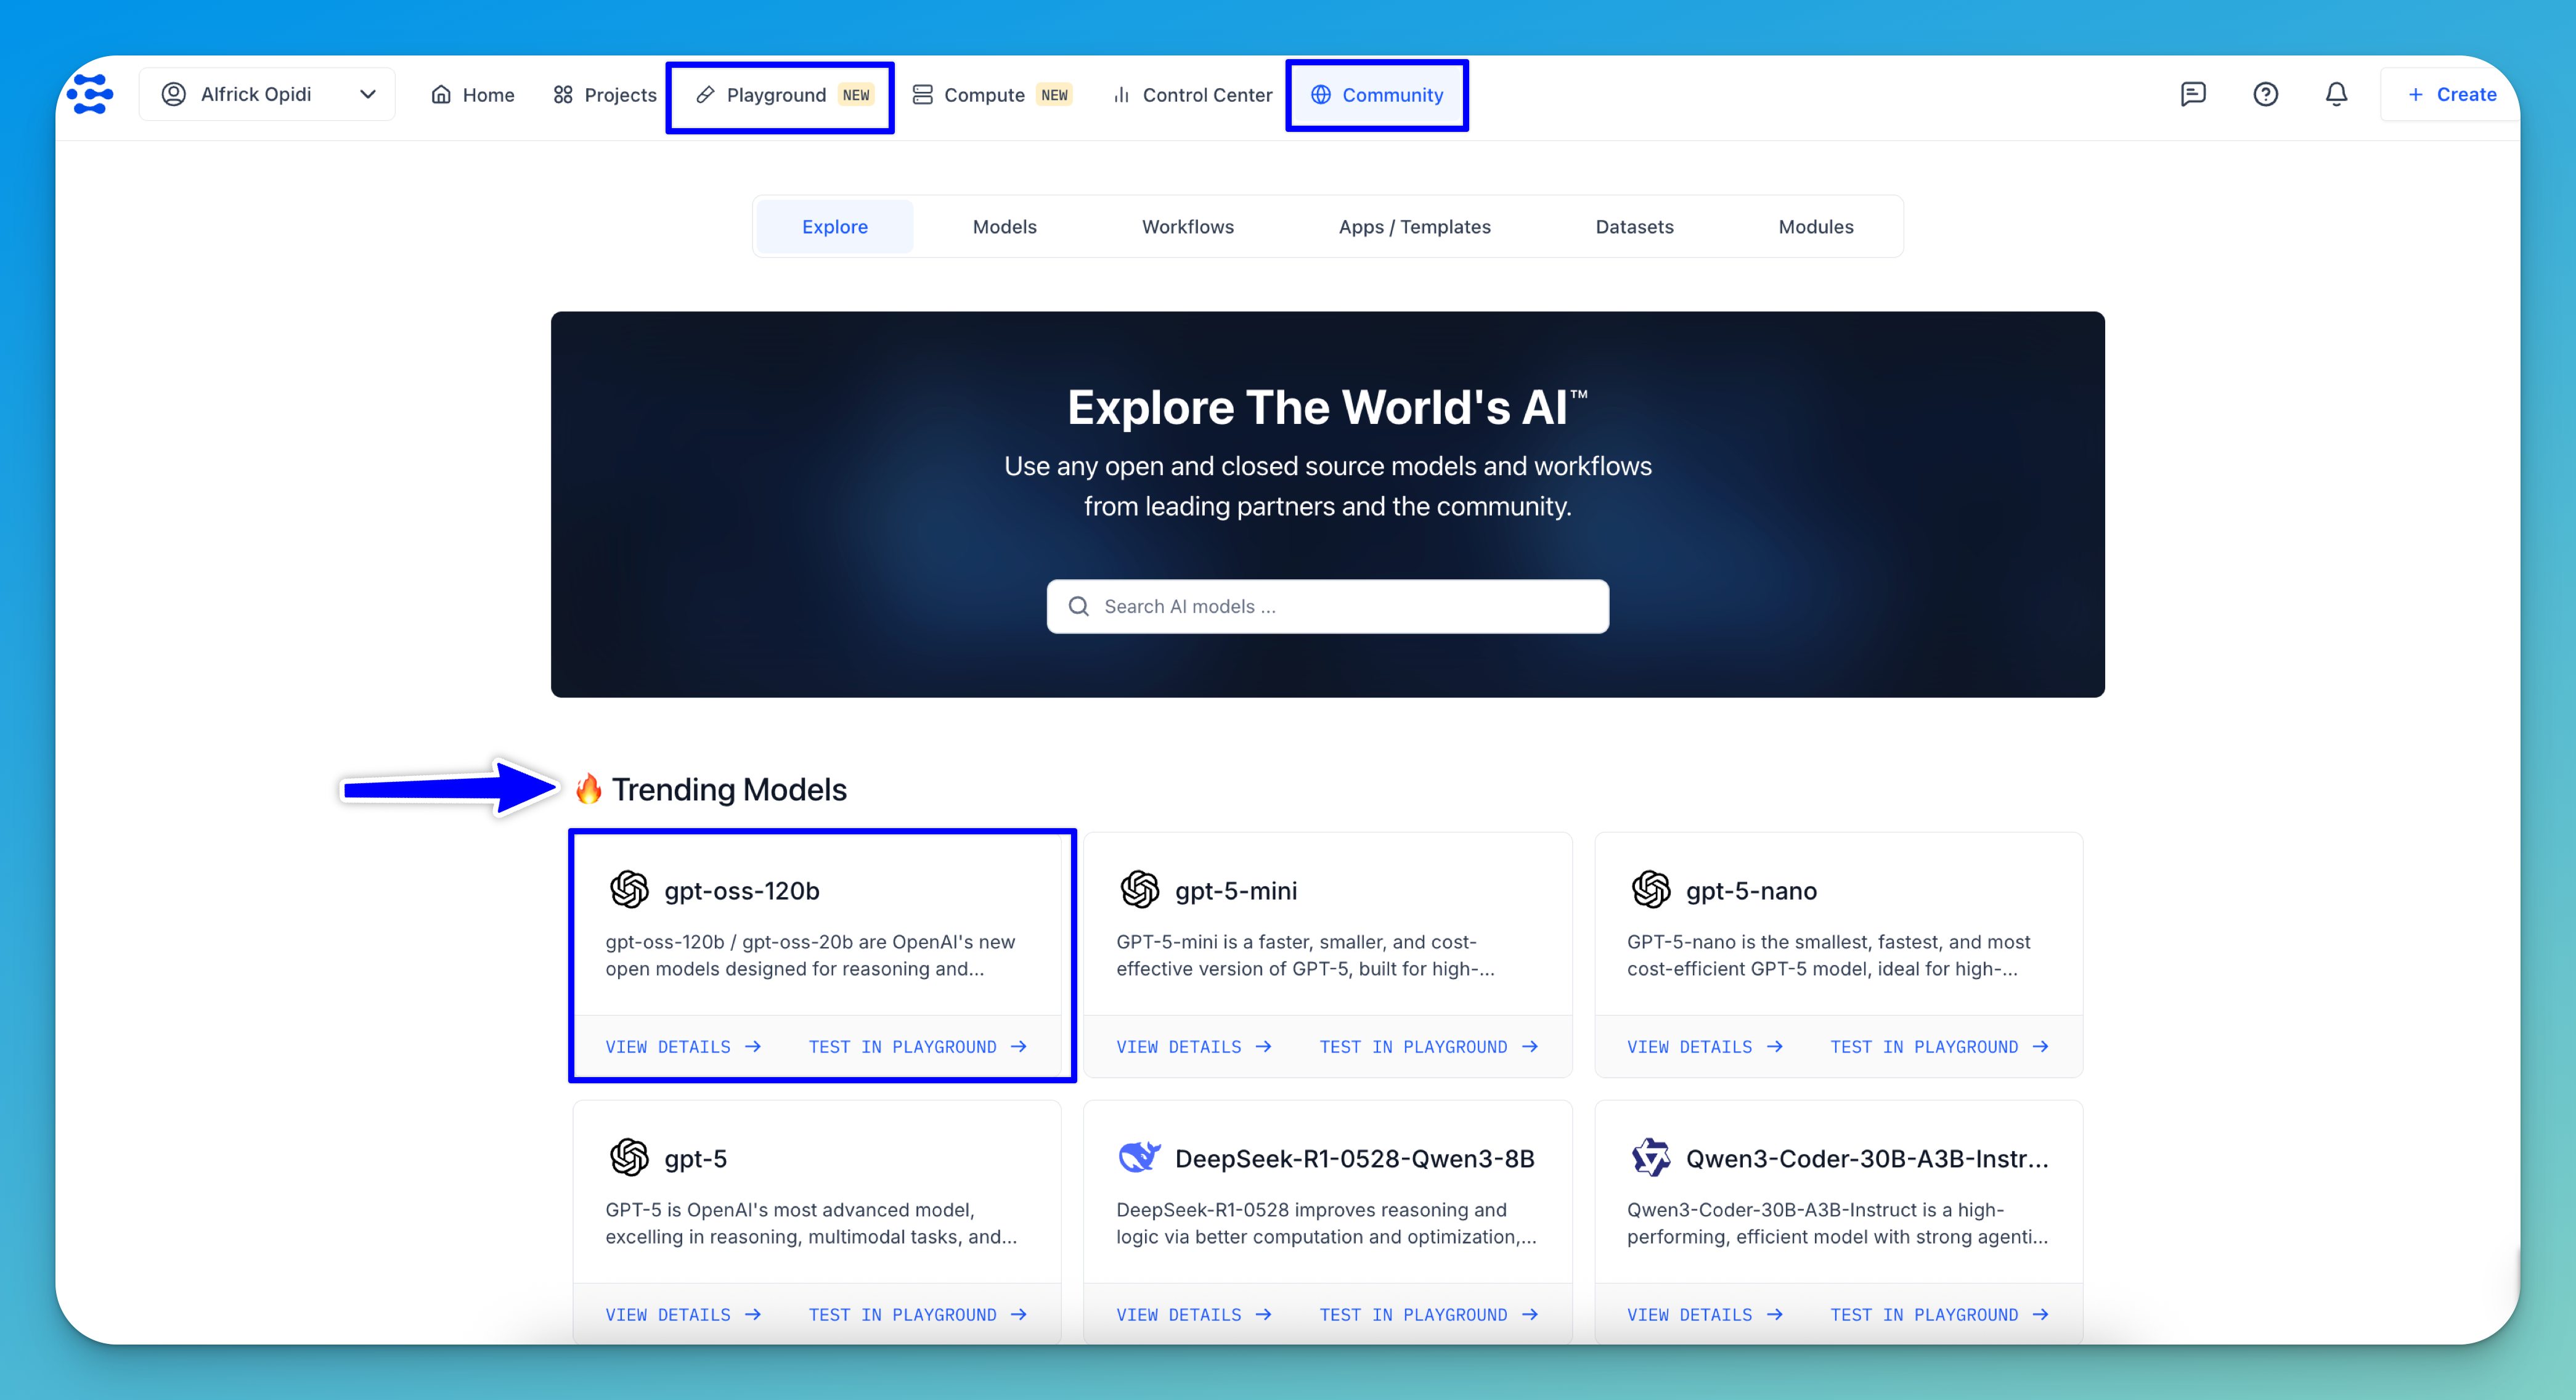 Alfrick Opidi
Home
Projects
Playground NEW
Compute NEW
Control Center
Community
+ Create
Explore
Models
Workflows
Apps / Templates
Datasets
Modules
Explore The World's AI™
Use any open and closed source models and workflows
from leading partners and the community.
Search AI models ...
🔥 Trending Models
gpt-oss-120b
gpt-oss-120b / gpt-oss-20b are OpenAI's new
open models designed for reasoning and...
VIEW DETAILS → TEST IN PLAYGROUND →
gpt-5-mini
GPT-5-mini is a faster, smaller, and cost-
effective version of GPT-5, built for high-...
VIEW DETAILS → TEST IN PLAYGROUND →
gpt-5-nano
GPT-5-nano is the smallest, fastest, and most
cost-efficient GPT-5 model, ideal for high-...
VIEW DETAILS → TEST IN PLAYGROUND →
gpt-5
GPT-5 is OpenAI's most advanced model,
excelling in reasoning, multimodal tasks, and...
VIEW DETAILS → TEST IN PLAYGROUND →
DeepSeek-R1-0528-Qwen3-8B
DeepSeek-R1-0528 improves reasoning and
logic via better computation and optimization,...
VIEW DETAILS → TEST IN PLAYGROUND →
Qwen3-Coder-30B-A3B-Instr...
Qwen3-Coder-30B-A3B-Instruct is a high-
performing, efficient model with strong agenti...
VIEW DETAILS → TEST IN PLAYGROUND →